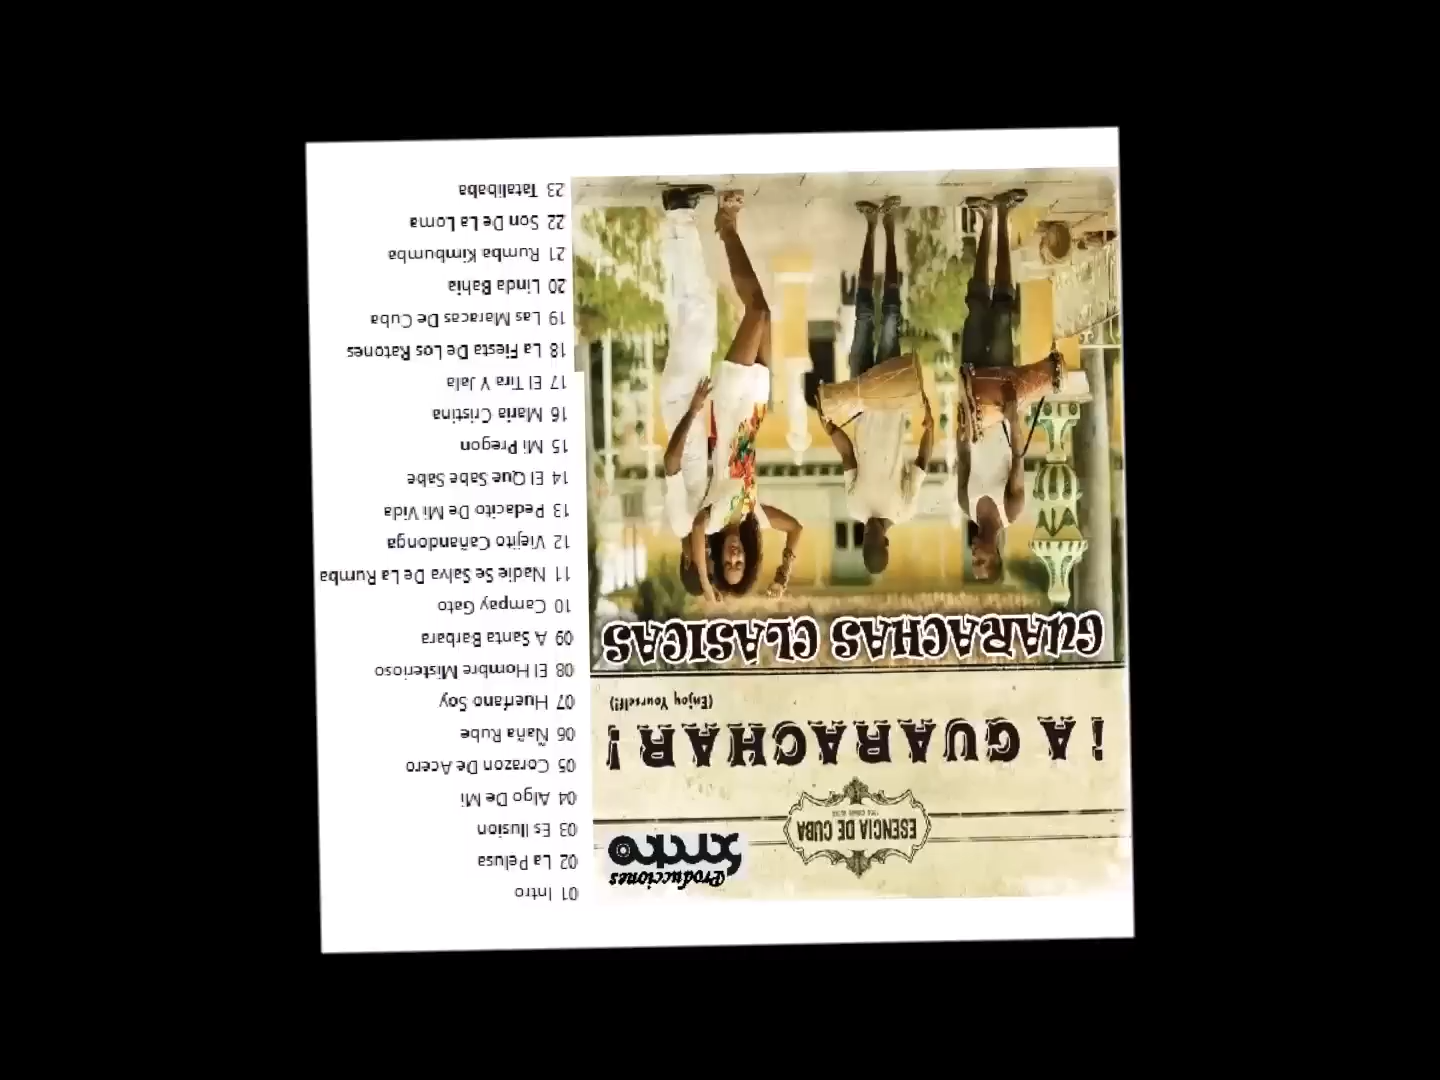 Producciones
Xroto
ESENCIA DE CUBA
¡A GUARACHAR!
(Enjoy Yourself!)
GUARACHAS CLASICAS
01 Intro
02 La Pelusa
03 Es Ilusion
04 Algo De Mi
05 Corazon De Acero
06 Ñaña Rube
07 Huerfano Soy
08 El Hombre Misterioso
09 A Santa Barbara
10 Campay Gato
11 Nadie Se Salva De La Rumba
12 Viejito Cañandonga
13 Pedacito De Mi Vida
14 El Que Sabe Sabe
15 Mi Pregon
16 Maria Cristina
17 El Tira Y Jala
18 La Fiesta De Los Ratones
19 Las Maracas De Cuba
20 Linda Bahia
21 Rumba Kimbumba
22 Son De La Loma
23 Tatalibaba